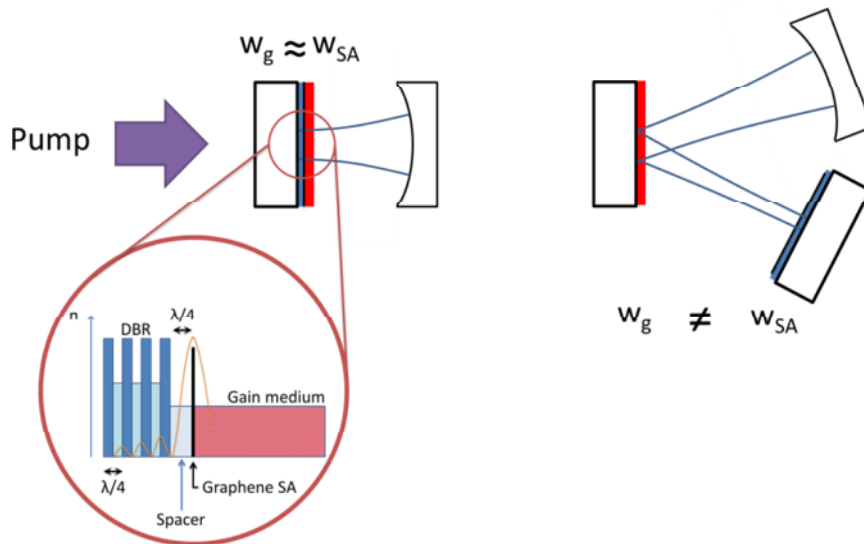 w_g ≈ w_SA
Pump
w_g ≠ w_SA
λ/4
n
DBR
Gain medium
λ/4
Graphene SA
Spacer